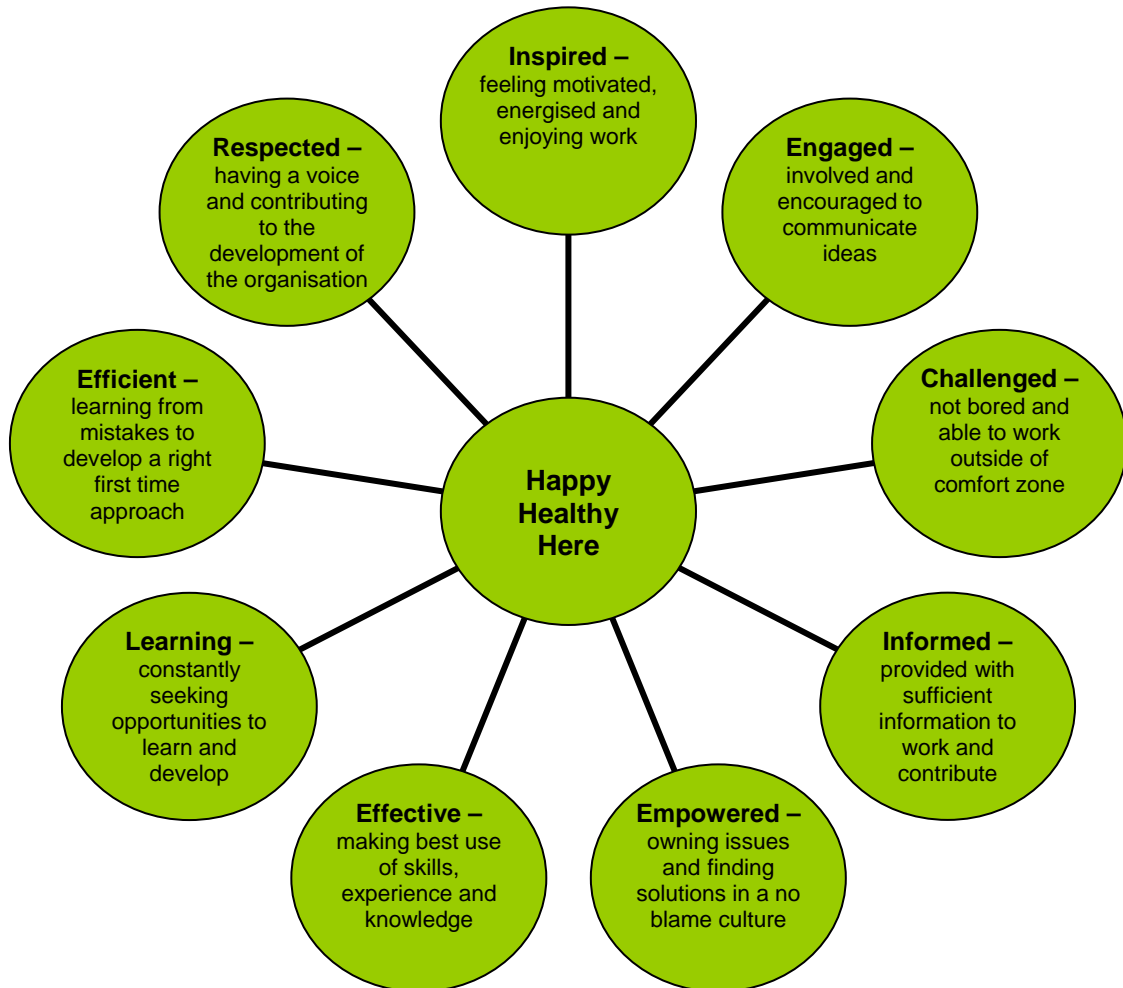 Inspired –
feeling motivated,
energised and
enjoying work
Engaged –
involved and
encouraged to
communicate
ideas
Challenged –
not bored and
able to work
outside of
comfort zone
Informed –
provided with
sufficient
information to
work and
contribute
Empowered –
owning issues
and finding
solutions in a no
blame culture
Effective –
making best use
of skills,
experience and
knowledge
Learning –
constantly
seeking
opportunities to
learn and
develop
Efficient –
learning from
mistakes to
develop a right
first time
approach
Respected –
having a voice
and contributing
to the
development of
the organisation
Happy
Healthy
Here